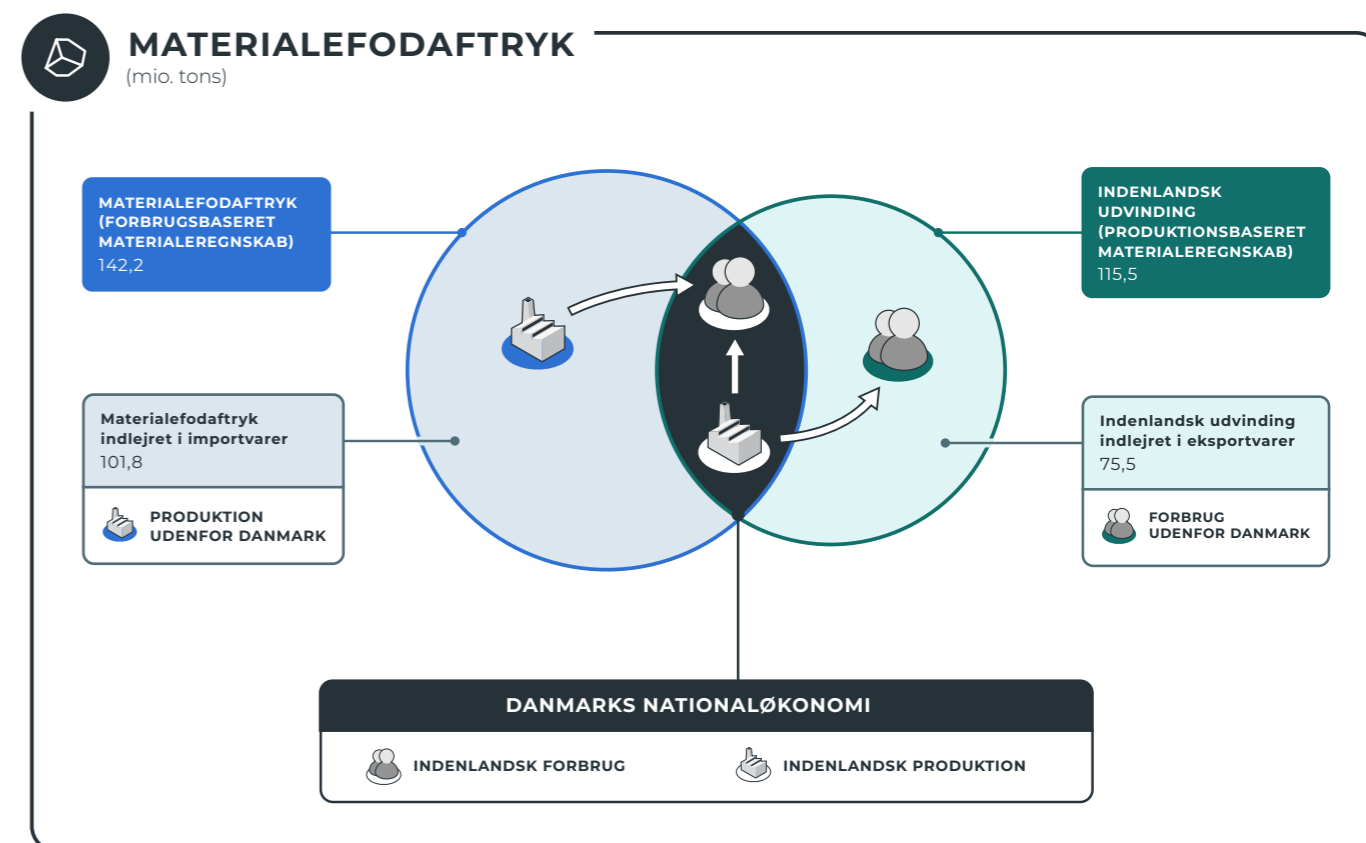 MATERIALEFODAFTRYK
(mio. tons)
MATERIALEFODAFTRYK
(FORBRUGSBASERET
MATERIALEREGNSKAB)
142,2
INDENLANDSK
UDVINDING
(PRODUKTIONSBASERET
MATERIALEREGNSKAB)
115,5
Materialefodaftryk
indlejret i importvarer
101,8
PRODUKTION
UDENFOR DANMARK
Indenlandsk udvinding
indlejret i eksportvarer
75,5
FORBRUG
UDENFOR DANMARK
DANMARKS NATIONALØKONOMI
INDENLANDSK FORBRUG
INDENLANDSK PRODUKTION